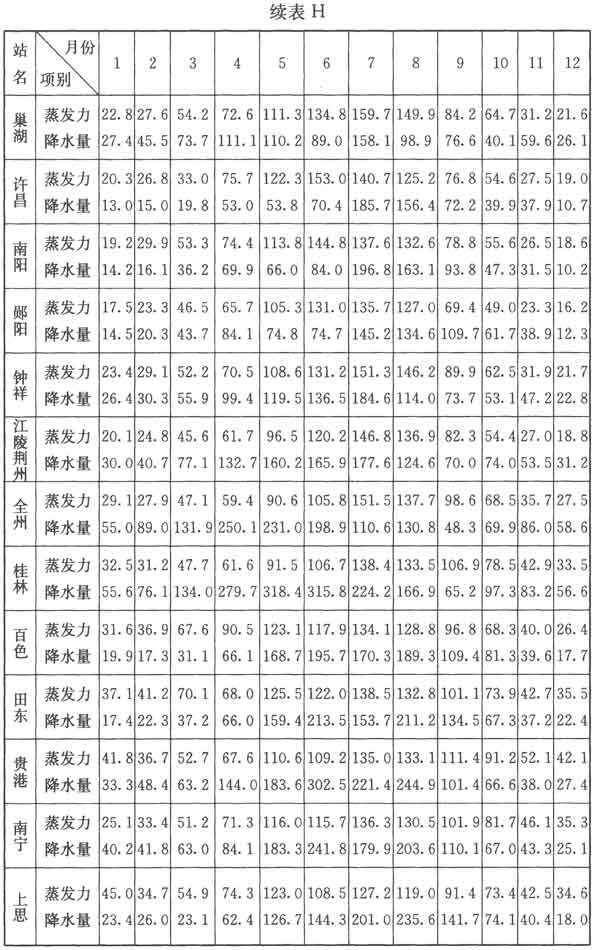 续表 H
站名 月份 项别 1 2 3 4 5 6 7 8 9 10 11 12
巢湖 蒸发力 22.8 27.6 54.2 72.6 111.3 134.8 159.7 149.9 84.2 64.7 31.2 21.6
降水量 27.4 45.5 73.7 111.1 110.2 89.0 158.1 98.9 76.6 40.1 59.6 26.1
许昌 蒸发力 20.3 26.8 33.0 75.7 122.3 153.0 140.7 125.2 76.8 54.6 27.5 19.0
降水量 13.0 15.0 19.8 53.0 53.8 70.4 185.7 156.4 72.2 39.9 37.9 10.7
南阳 蒸发力 19.2 29.9 53.3 74.4 113.8 144.8 137.6 132.6 78.8 55.6 26.5 18.6
降水量 14.2 16.1 36.2 69.9 66.0 84.0 196.8 163.1 93.8 47.3 31.5 10.2
郧阳 蒸发力 17.5 23.3 46.5 65.7 105.3 131.0 135.7 127.0 69.4 49.0 23.3 16.2
降水量 14.5 20.3 43.7 84.1 74.8 74.7 145.2 134.6 109.7 61.7 38.9 12.3
钟祥 蒸发力 23.4 29.1 52.2 70.5 108.6 131.2 151.3 146.2 89.9 62.5 31.9 21.7
降水量 26.4 30.3 55.9 99.4 119.5 136.5 184.6 114.0 73.7 53.1 47.2 22.8
江陵荆州 蒸发力 20.1 24.8 45.6 61.7 96.5 120.2 146.8 136.9 82.3 54.4 27.0 18.8
降水量 30.0 40.7 77.1 132.7 160.2 165.9 177.6 124.6 70.0 74.0 53.5 31.2
全州 蒸发力 29.1 27.9 47.1 59.4 90.6 105.8 151.5 137.7 98.6 68.5 35.7 27.5
降水量 55.0 89.0 131.9 250.1 231.0 198.9 110.6 130.8 48.3 69.9 86.0 58.6
桂林 蒸发力 32.5 31.2 47.7 61.6 91.5 106.7 138.4 133.5 106.9 78.5 42.9 33.5
降水量 55.6 76.1 134.0 279.7 318.4 315.8 224.2 166.9 65.2 97.3 83.2 56.6
百色 蒸发力 31.6 36.9 67.6 90.5 123.1 117.9 134.1 128.8 96.8 68.3 40.0 26.4
降水量 19.9 17.3 31.1 66.1 168.7 195.7 170.3 189.3 109.4 81.3 39.6 17.7
田东 蒸发力 37.1 41.2 70.1 68.0 125.5 122.0 138.5 132.8 101.1 73.9 42.7 35.5
降水量 17.4 22.3 37.2 66.0 159.4 213.5 153.7 211.2 134.5 67.3 37.2 22.4
贵港 蒸发力 41.8 36.7 52.7 67.6 110.6 109.2 135.0 133.1 111.4 91.2 52.1 42.1
降水量 33.3 48.4 63.2 144.0 183.6 302.5 221.4 244.9 101.4 66.6 38.0 27.4
南宁 蒸发力 25.1 33.4 51.2 71.3 116.0 115.7 136.3 130.5 101.9 81.7 46.1 35.3
降水量 40.2 41.8 63.0 84.1 183.3 241.8 179.9 203.6 110.1 67.0 43.3 25.1
上思 蒸发力 45.0 34.7 54.9 74.3 123.0 108.5 127.2 119.0 91.4 73.4 42.5 34.6
降水量 23.4 26.0 23.1 62.4 126.7 144.3 201.0 235.6 141.7 74.1 40.4 18.0